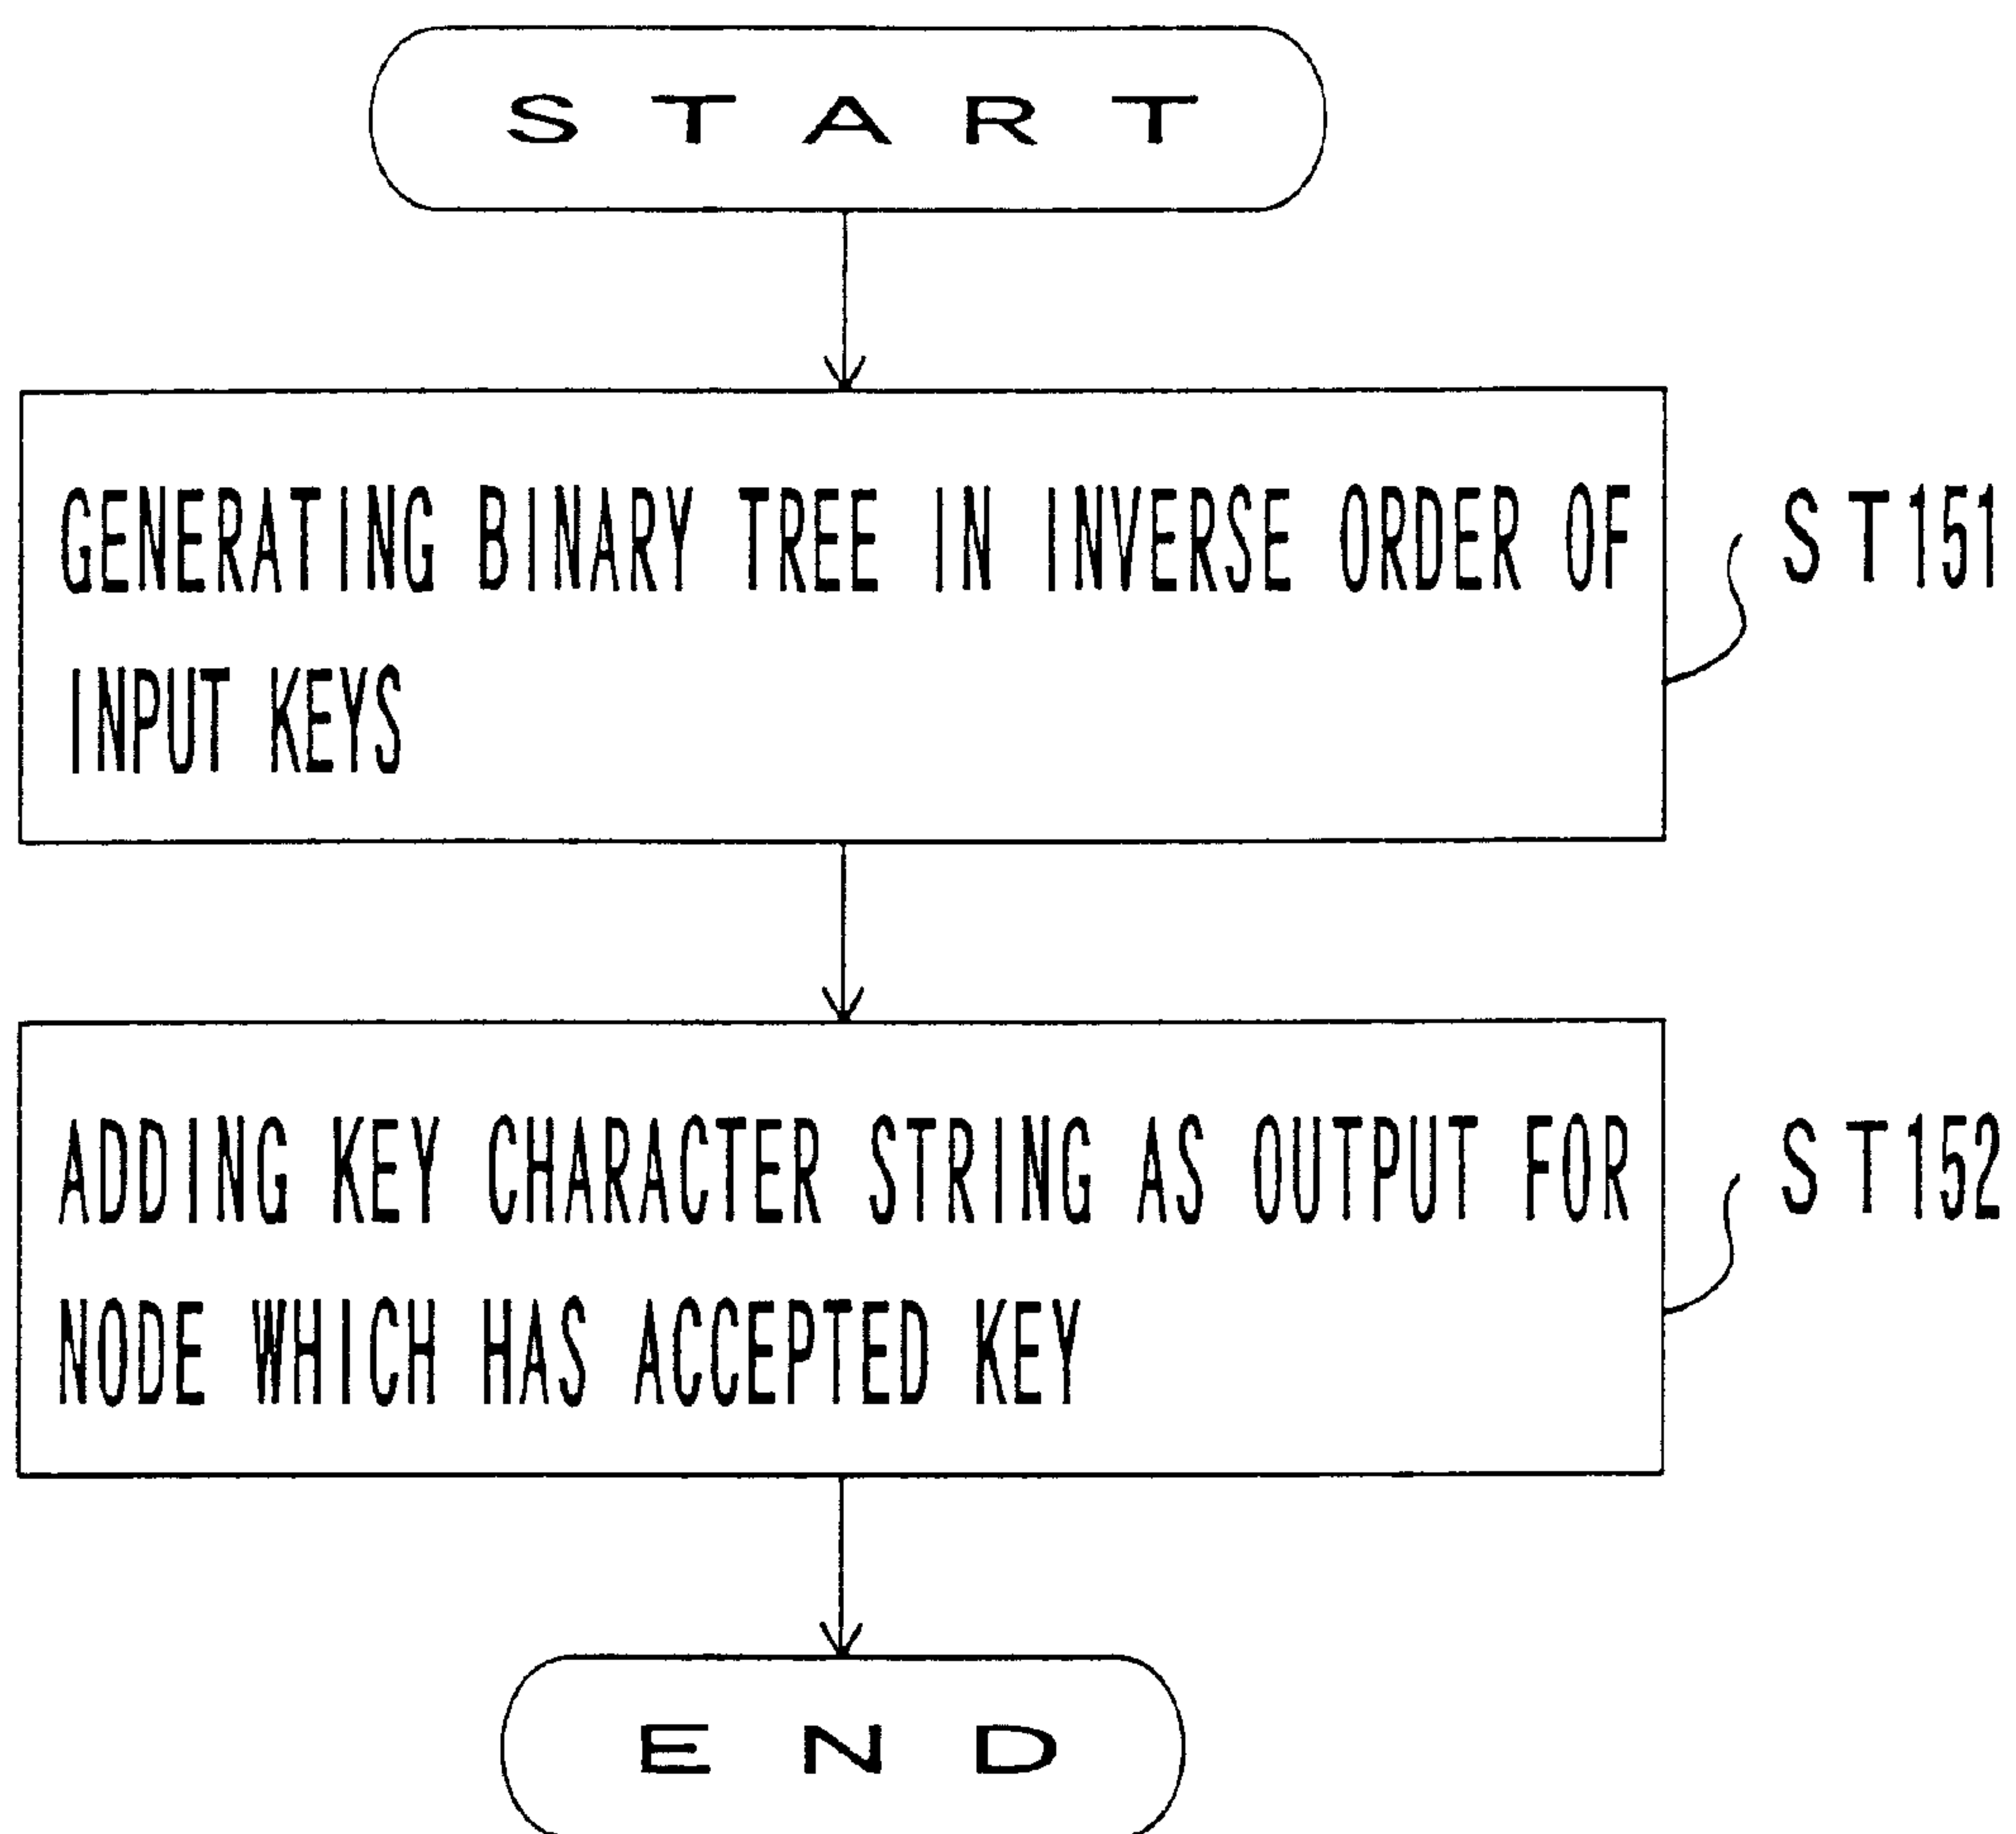 START
GENERATING BINARY TREE IN INVERSE ORDER OF
INPUT KEYS
ST151
ADDING KEY CHARACTER STRING AS OUTPUT FOR
NODE WHICH HAS ACCEPTED KEY
ST152
END